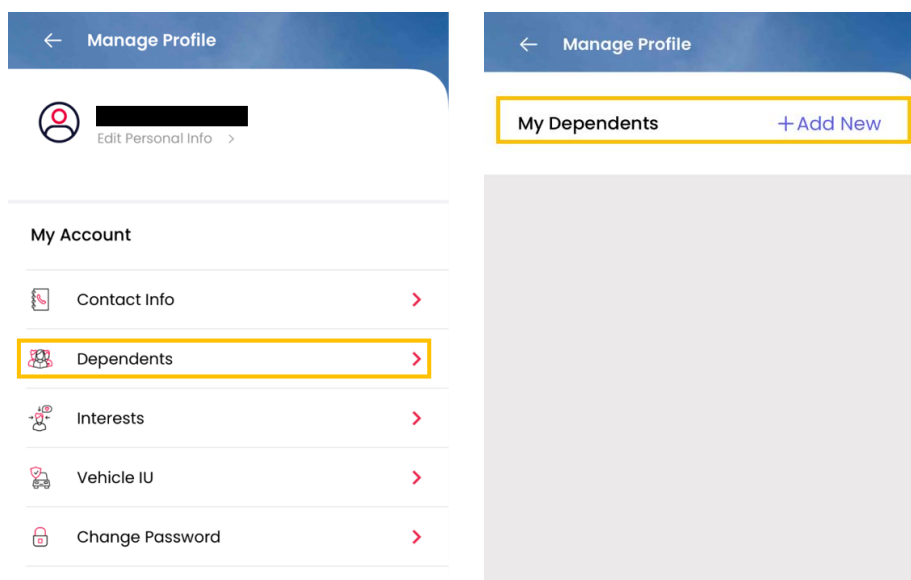 Manage Profile
Edit Personal Info >
My Account
Contact Info
Dependents
Interests
Vehicle IU
Change Password
Manage Profile
My Dependents
+Add New